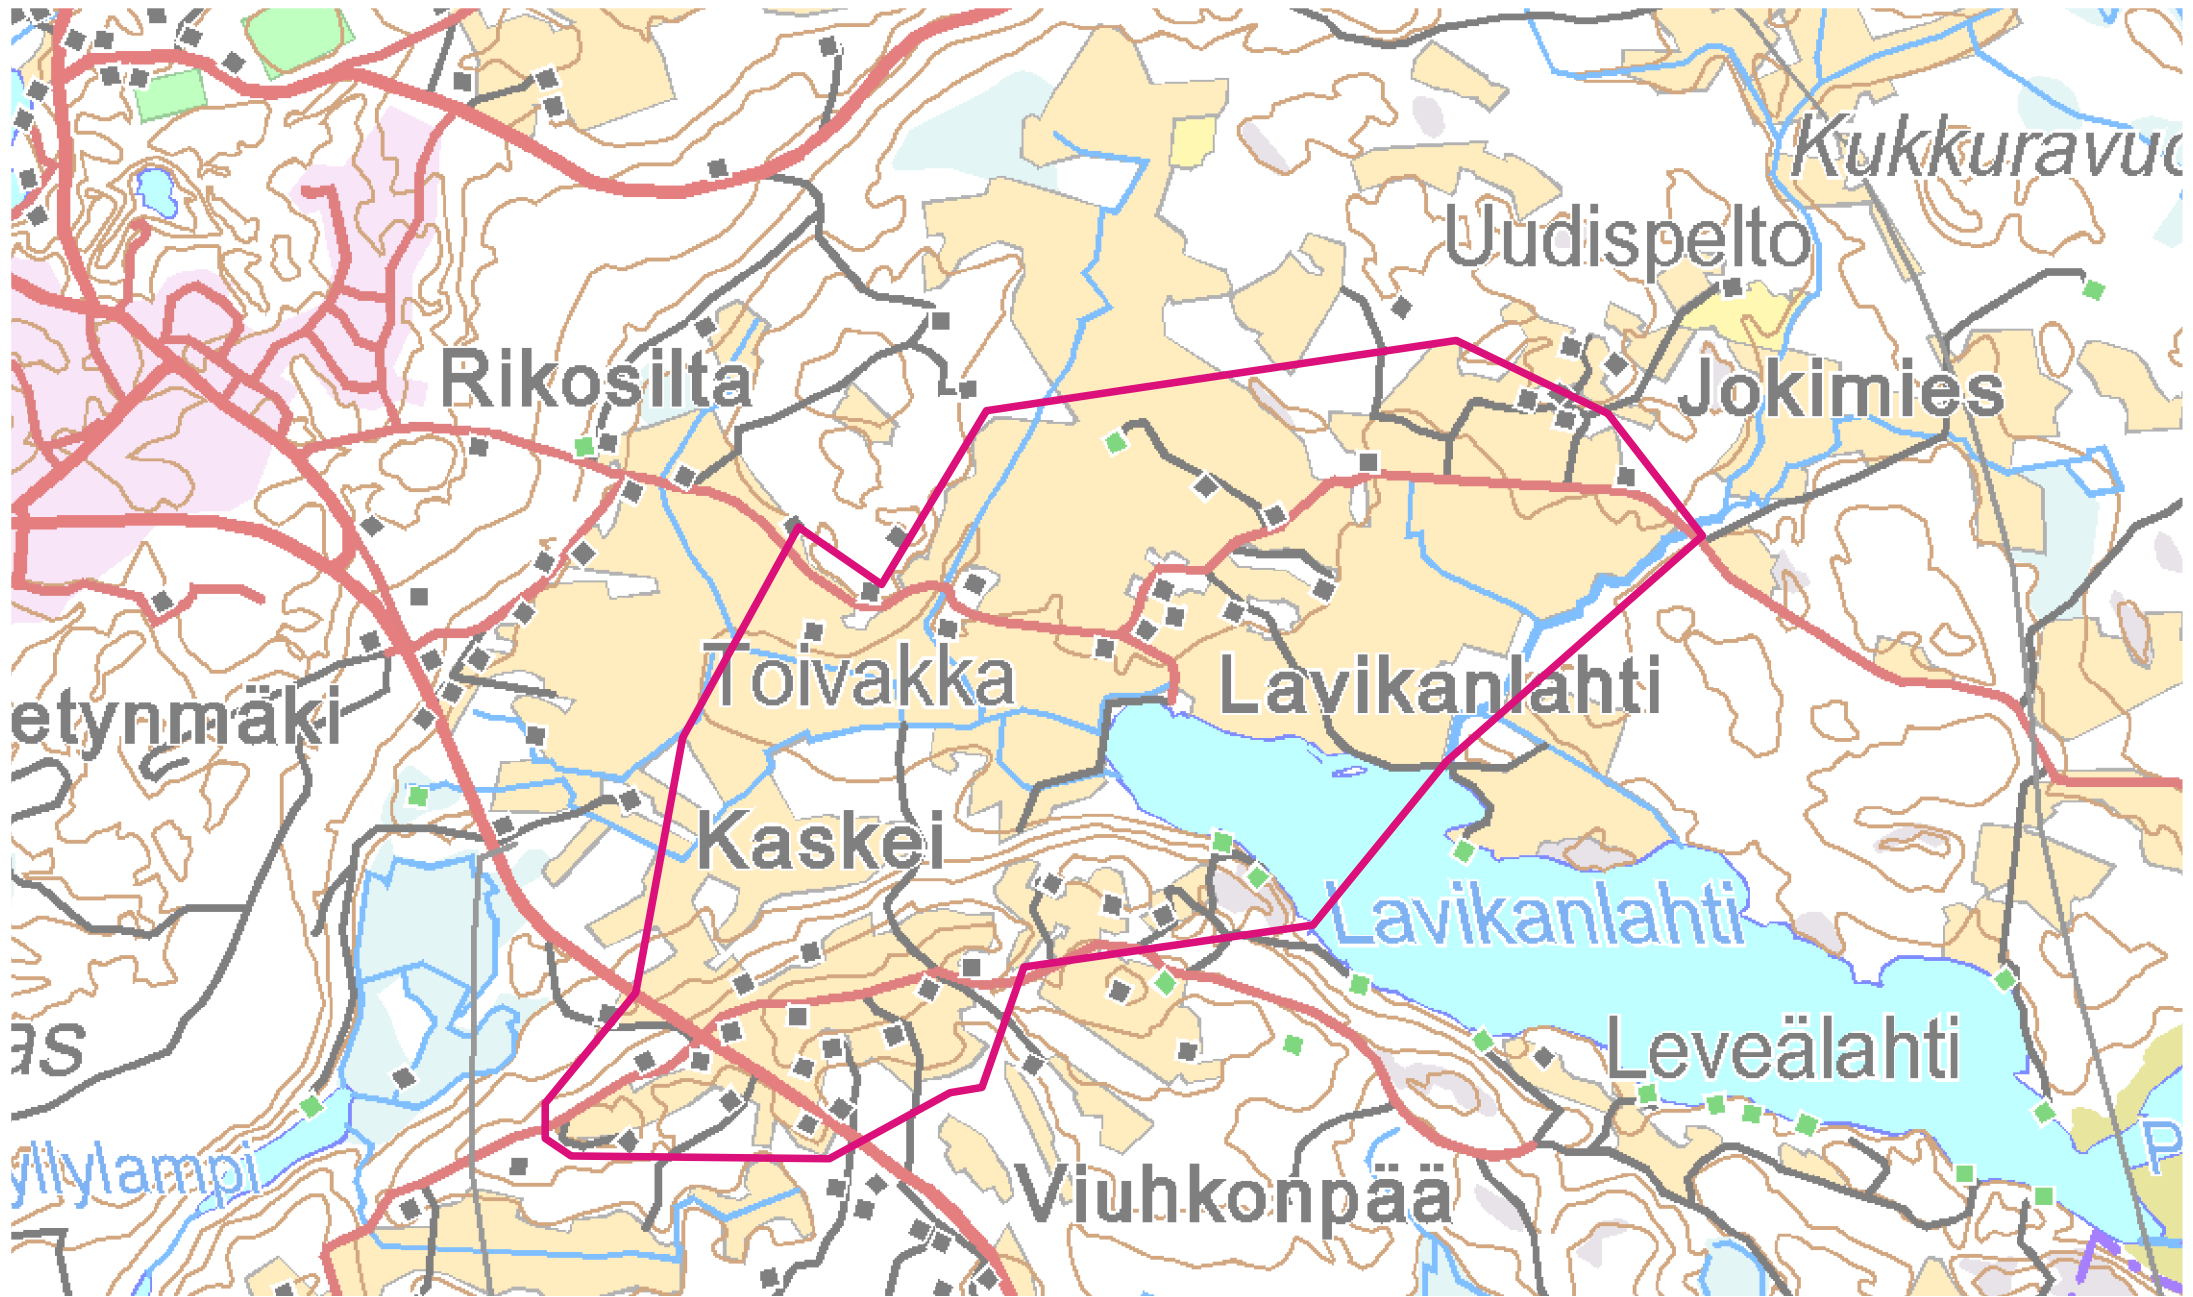 Kukkuravuo
Uudispelto
Rikosilta
Jokimies
Toivakka
Lavikanlahti
etynmäki
Kaskei
Lavikanlahti
as
Leveälahti
yllylampi
Viuhkonpää
P